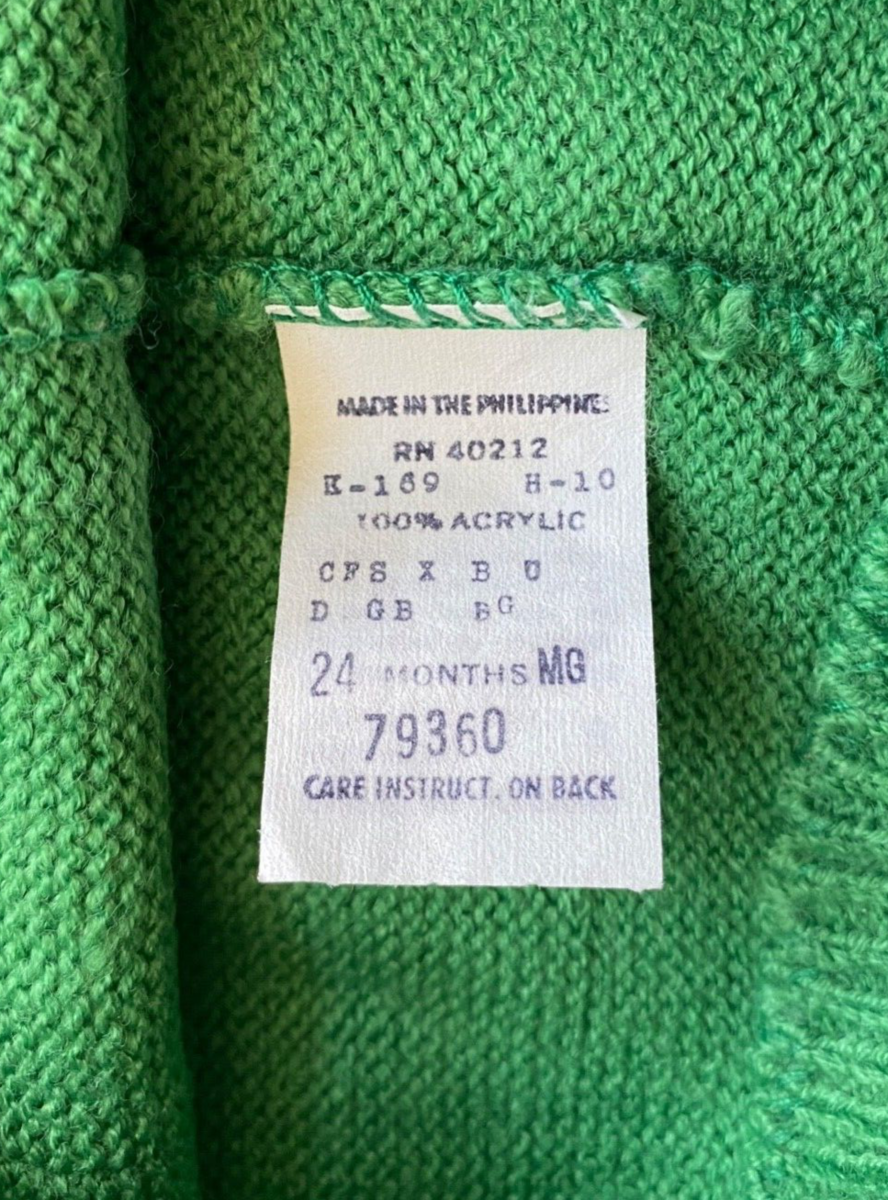 MADE IN THE PHILIPPINES
RN 40212
K-169 H-10
100% ACRYLIC
CFS X B U
D GB BG
24 MONTHS MG
79360
CARE INSTRUCT. ON BACK